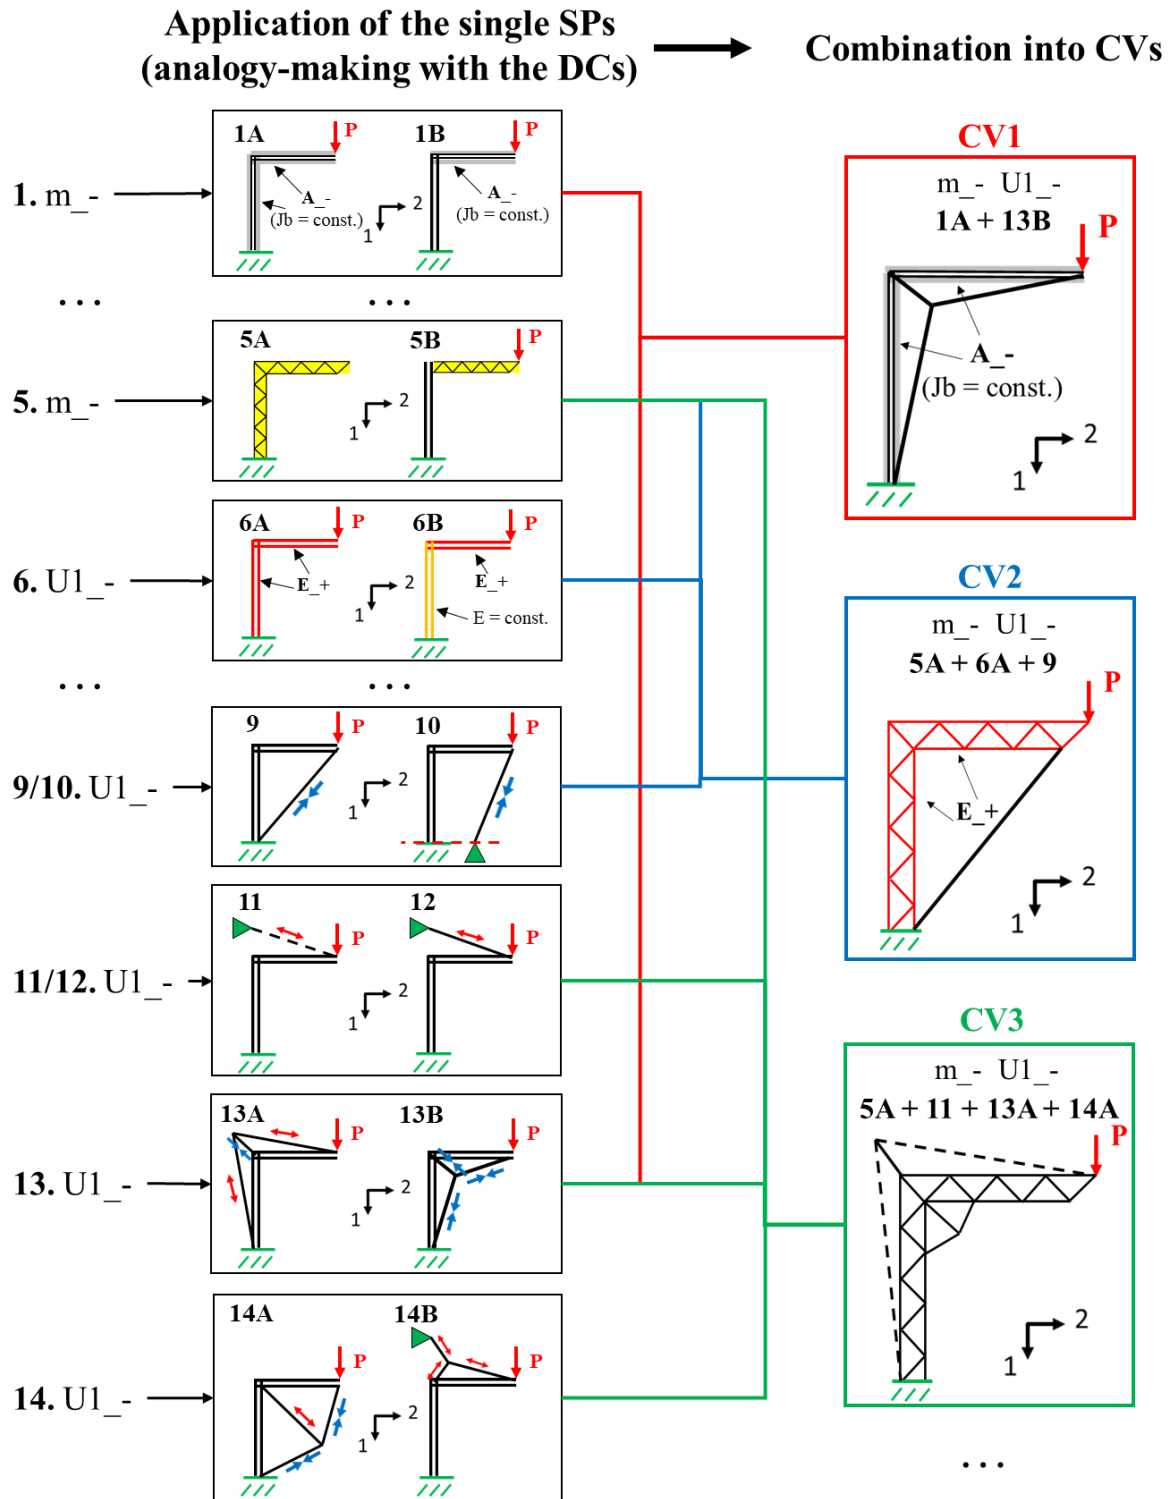 Application of the single SPs
(analogy-making with the DCs)
Combination into CVs
1. m_-
1A
P
A_-
(Jb = const.)
2
1
1B
P
A_-
(Jb = const.)
...
...
5. m_-
5A
2
1
5B
P
6. U1_-
6A
P
E_+
2
1
6B
P
E_+
E = const.
...
...
9/10. U1_-
9
P
2
1
10
P
11/12. U1_-
11
P
2
1
12
P
13. U1_-
13A
P
2
1
13B
P
14. U1_-
14A
P
2
1
14B
P
CV1
m_- U1_-
1A + 13B
P
A_-
(Jb = const.)
2
1
CV2
m_- U1_-
5A + 6A + 9
P
E_+
2
1
CV3
m_- U1_-
5A + 11 + 13A + 14A
P
2
1
...